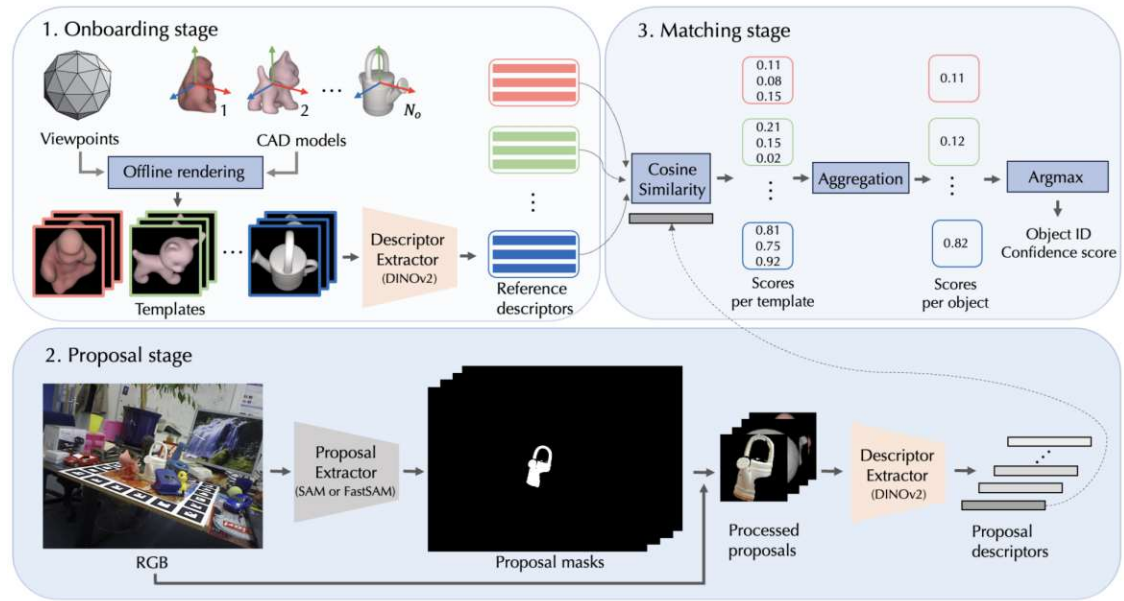 1. Onboarding stage
1
2
...
N_o
Viewpoints
CAD models
Offline rendering
...
Templates
Descriptor
Extractor
(DINOv2)
Reference
descriptors
3. Matching stage
Cosine
Similarity
0.11
0.08
0.15
0.21
0.15
0.02
0.81
0.75
0.92
Scores
per template
Aggregation
0.11
0.12
0.82
Scores
per object
Argmax
Object ID
Confidence score
2. Proposal stage
RGB
Proposal
Extractor
(SAM or FastSAM)
Proposal masks
Processed
proposals
Descriptor
Extractor
(DINOv2)
Proposal
descriptors